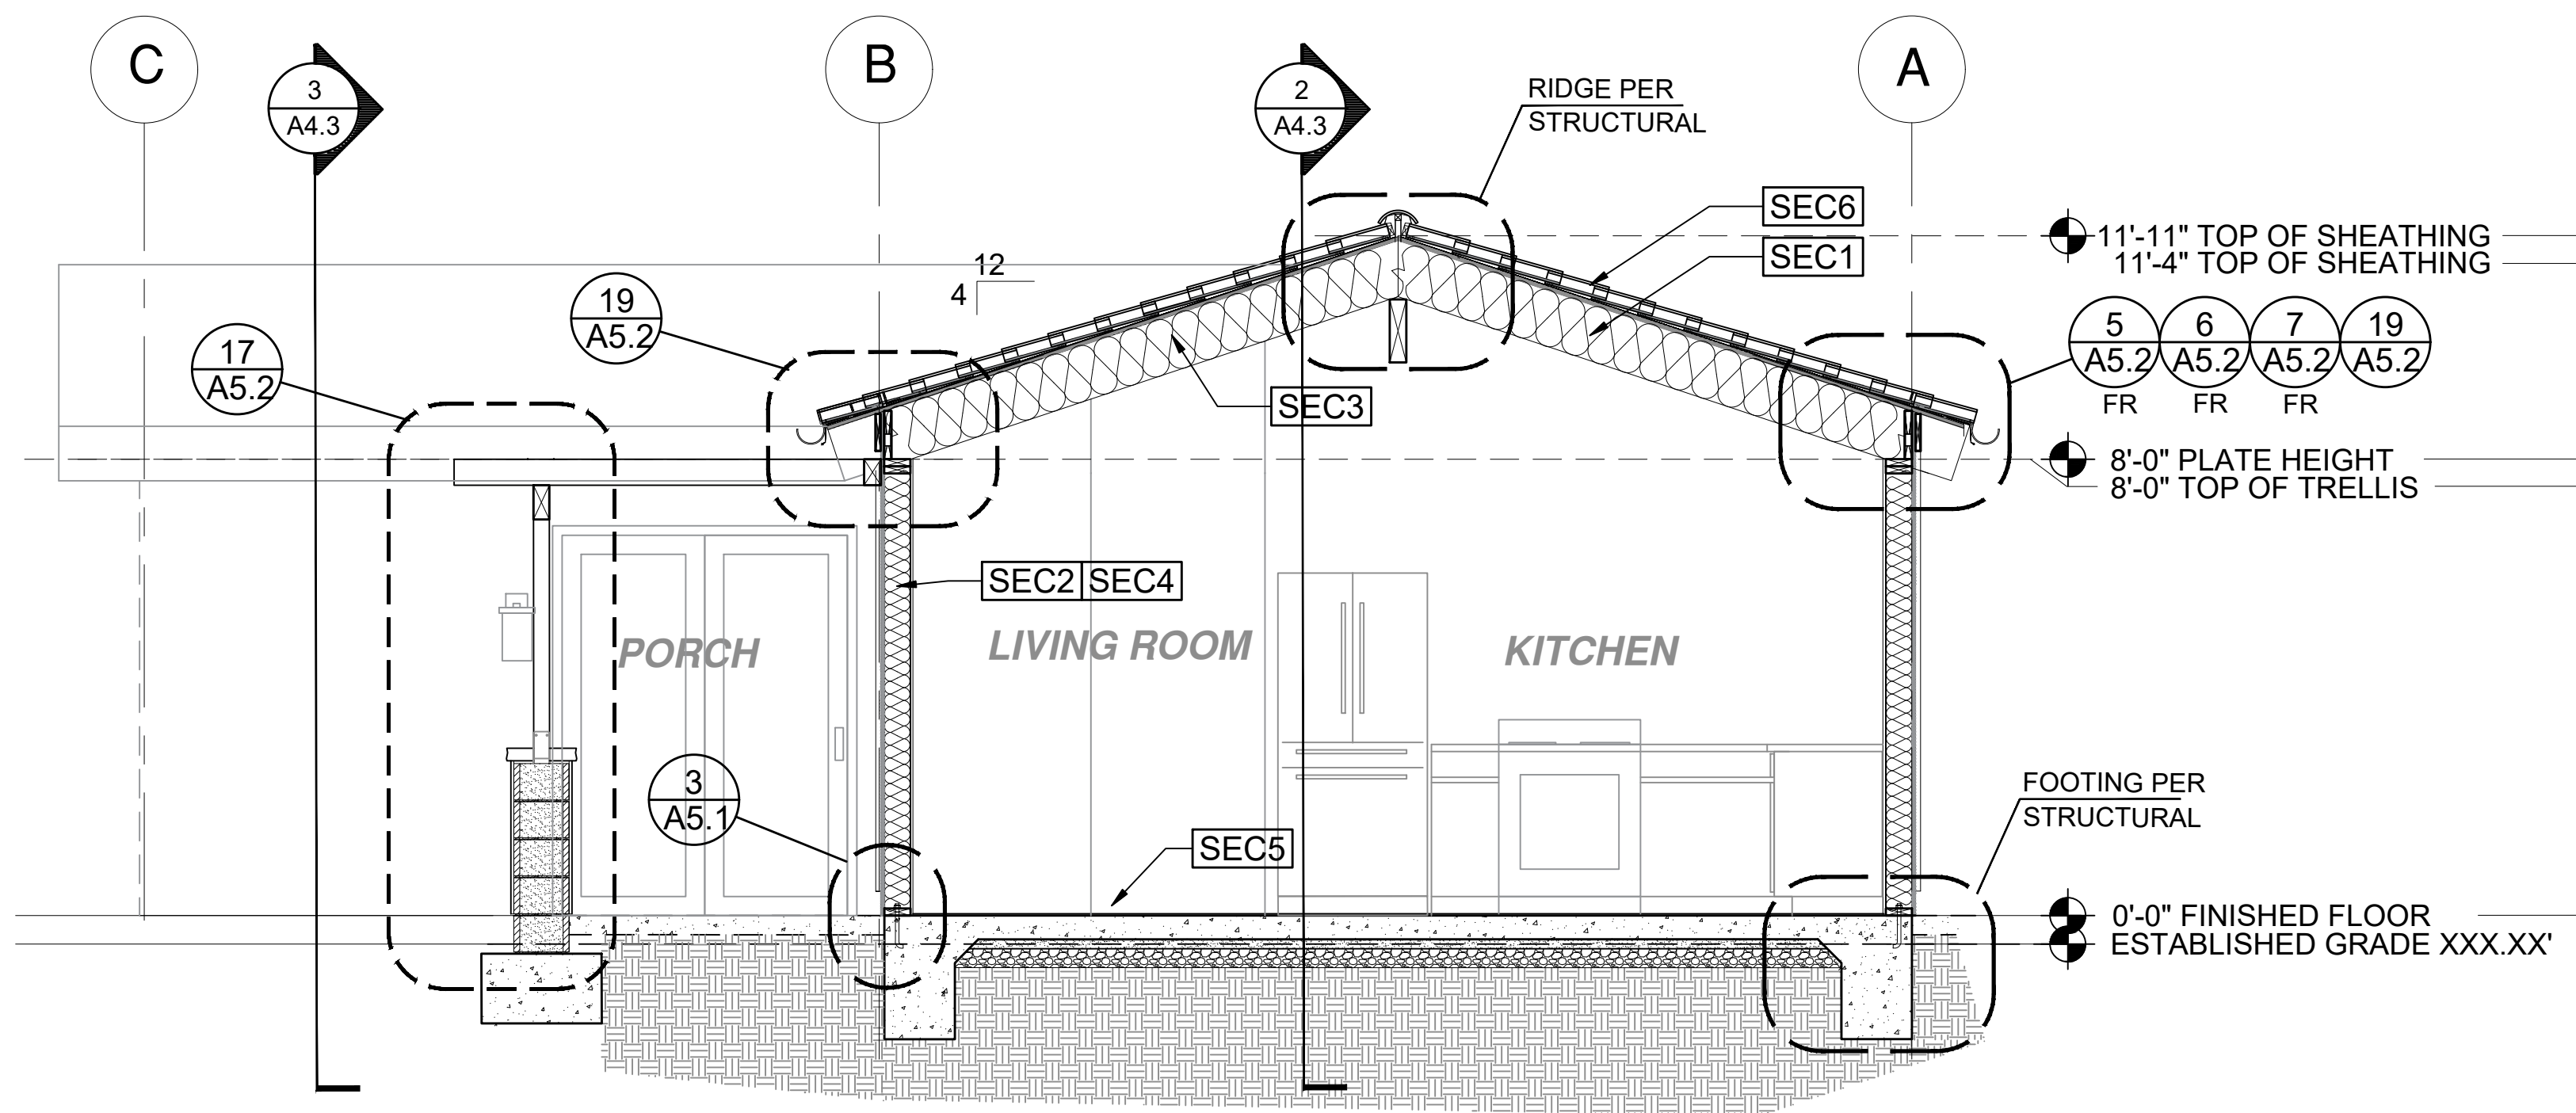 C
B
A
3
A4.3
2
A4.3
RIDGE PER
STRUCTURAL
SEC6
SEC1
11'-11" TOP OF SHEATHING
11'-4" TOP OF SHEATHING
12
4
19
A5.2
17
A5.2
5
A5.2
FR
6
A5.2
FR
7
A5.2
FR
19
A5.2
SEC3
8'-0" PLATE HEIGHT
8'-0" TOP OF TRELLIS
SEC2 SEC4
PORCH
LIVING ROOM
KITCHEN
3
A5.1
SEC5
FOOTING PER
STRUCTURAL
0'-0" FINISHED FLOOR
ESTABLISHED GRADE XXX.XX'